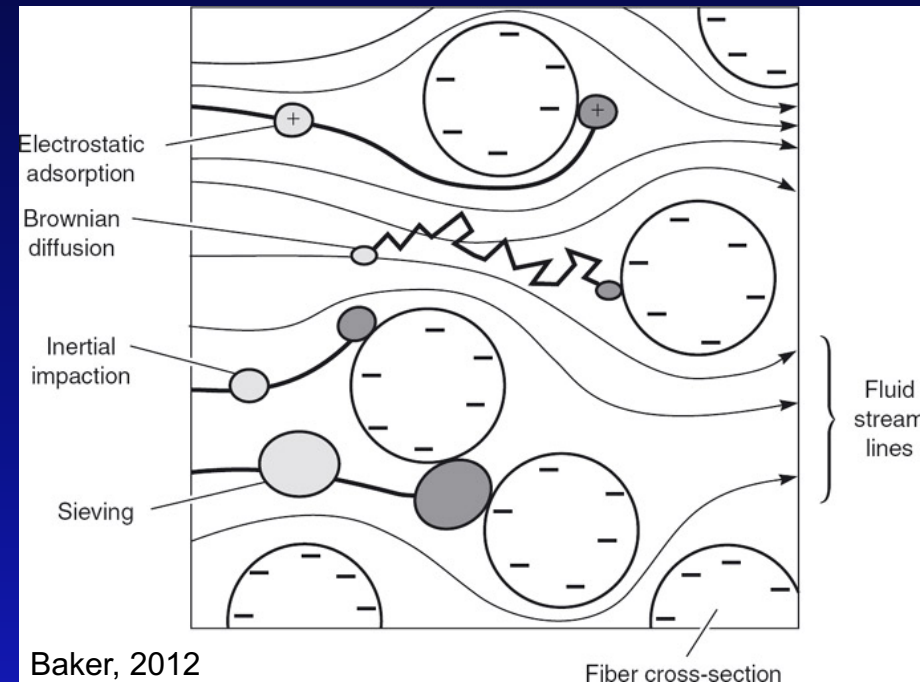 Electrostatic
adsorption
Brownian
diffusion
Inertial
impaction
Sieving
+
+
Fluid
stream
lines
Fiber cross-section
Baker, 2012